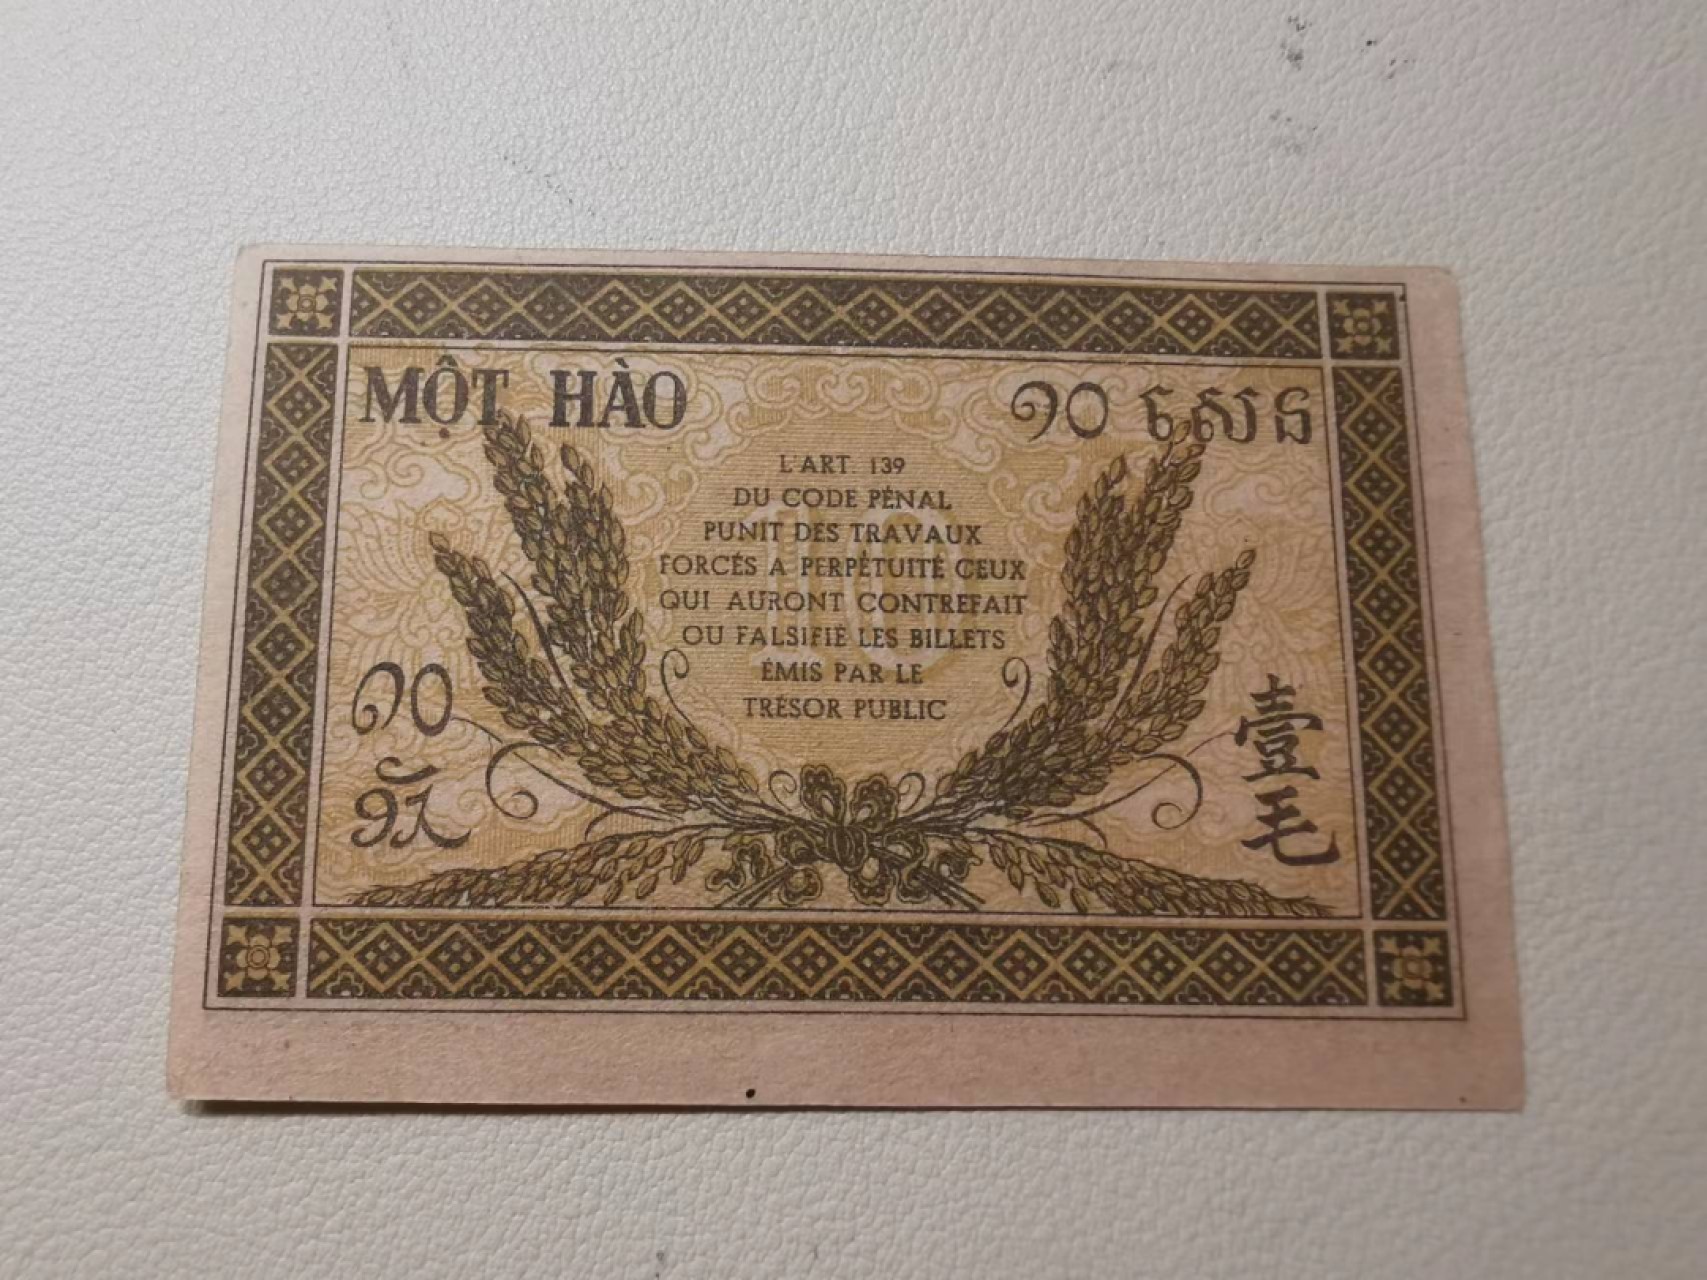 MỘT HÀO
១០ សេន
L'ART. 139
DU CODE PÉNAL
PUNIT DES TRAVAUX
FORCÉS A PERPÉTUITÉ CEUX
QUI AURONT CONTREFAIT
OU FALSIFIÉ LES BILLETS
ÉMIS PAR LE
TRÉSOR PUBLIC
10
໑໐
壹毛